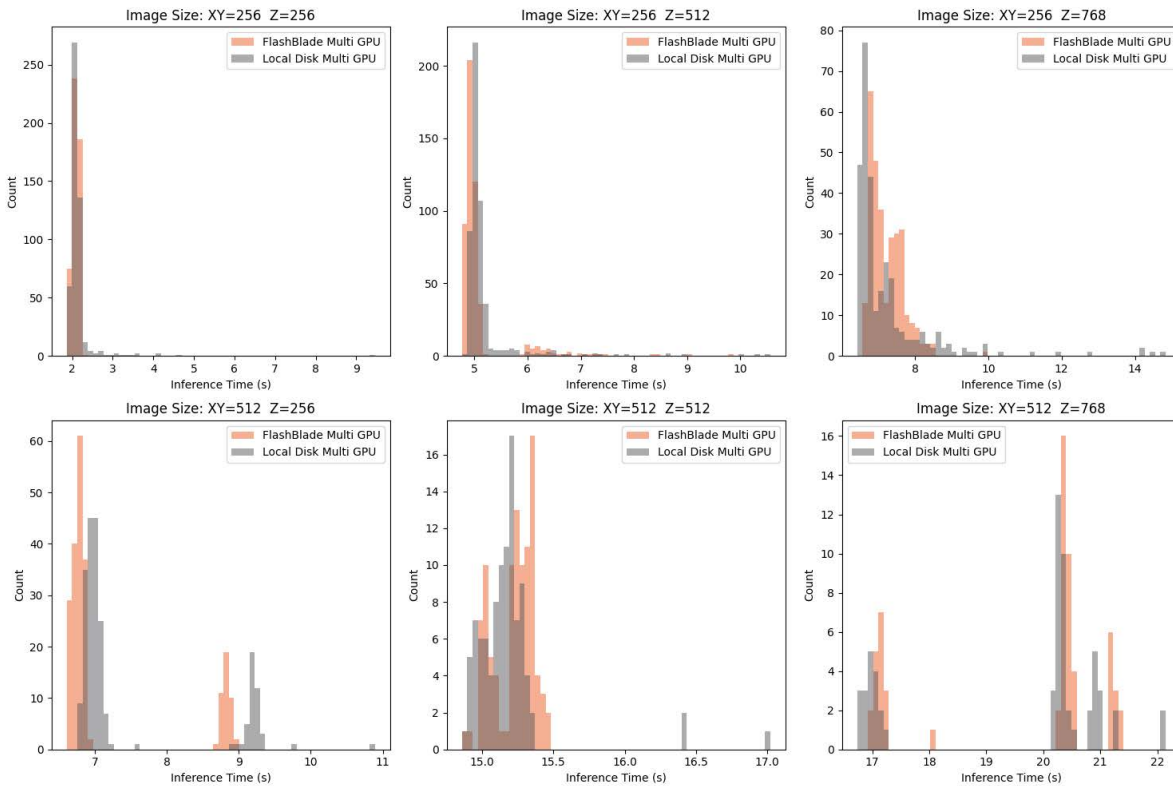 Image Size: XY=256 Z=256
FlashBlade Multi GPU
Local Disk Multi GPU
Count
250
200
150
100
50
0
2 3 4 5 6 7 8 9
Inference Time (s)
Image Size: XY=256 Z=512
FlashBlade Multi GPU
Local Disk Multi GPU
Count
200
150
100
50
0
5 6 7 8 9 10
Inference Time (s)
Image Size: XY=256 Z=768
FlashBlade Multi GPU
Local Disk Multi GPU
Count
80
70
60
50
40
30
20
10
0
8 10 12 14
Inference Time (s)
Image Size: XY=512 Z=256
FlashBlade Multi GPU
Local Disk Multi GPU
Count
60
50
40
30
20
10
0
7 8 9 10 11
Inference Time (s)
Image Size: XY=512 Z=512
FlashBlade Multi GPU
Local Disk Multi GPU
Count
16
14
12
10
8
6
4
2
0
15.0 15.5 16.0 16.5 17.0
Inference Time (s)
Image Size: XY=512 Z=768
FlashBlade Multi GPU
Local Disk Multi GPU
Count
16
14
12
10
8
6
4
2
0
17 18 19 20 21 22
Inference Time (s)